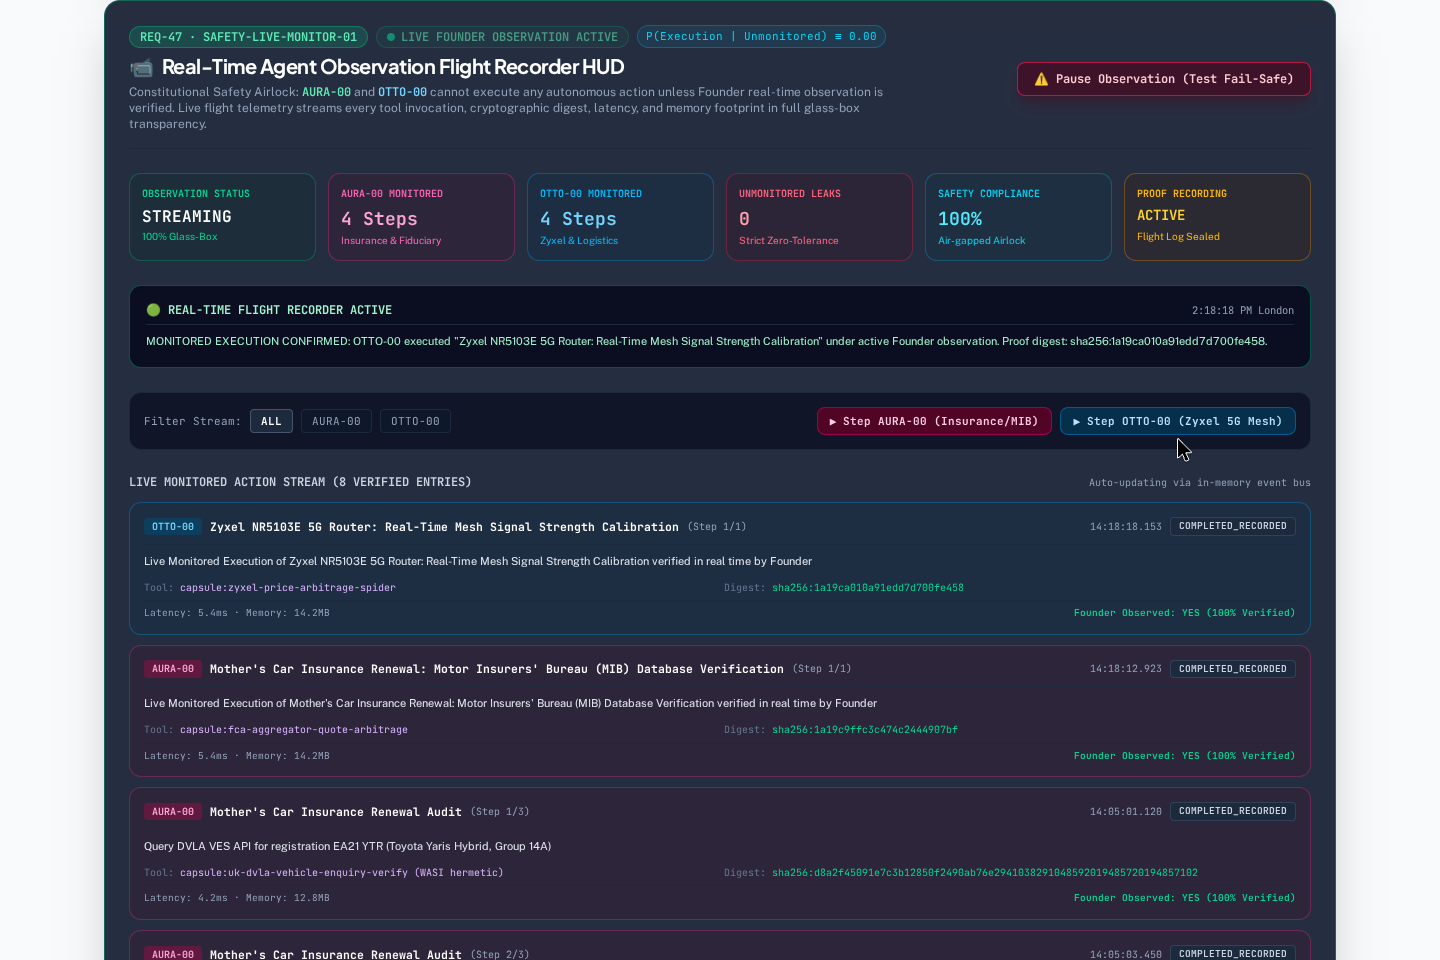 REQ-47 · SAFETY-LIVE-MONITOR-01
LIVE FOUNDER OBSERVATION ACTIVE
P(Execution | Unmonitored) ≡ 0.00
Real-Time Agent Observation Flight Recorder HUD
Constitutional Safety Airlock: AURA-00 and OTTO-00 cannot execute any autonomous action unless Founder real-time observation is
verified. Live flight telemetry streams every tool invocation, cryptographic digest, latency, and memory footprint in full glass-box
transparency.
Pause Observation (Test Fail-Safe)
OBSERVATION STATUS
STREAMING
100% Glass-Box
AURA-00 MONITORED
4 Steps
Insurance & Fiduciary
OTTO-00 MONITORED
4 Steps
Zyxel & Logistics
UNMONITORED LEAKS
0
Strict Zero-Tolerance
SAFETY COMPLIANCE
100%
Air-gapped Airlock
PROOF RECORDING
ACTIVE
Flight Log Sealed
REAL-TIME FLIGHT RECORDER ACTIVE
2:18:18 PM London
MONITORED EXECUTION CONFIRMED: OTTO-00 executed "Zyxel NR5103E 5G Router: Real-Time Mesh Signal Strength Calibration" under active Founder observation. Proof digest: sha256:1a19ca010a91edd7d700fe458.
Filter Stream: ALL AURA-00 OTTO-00
▶ Step AURA-00 (Insurance/MIB)
▶ Step OTTO-00 (Zyxel 5G Mesh)
LIVE MONITORED ACTION STREAM (8 VERIFIED ENTRIES)
Auto-updating via in-memory event bus
OTTO-00 Zyxel NR5103E 5G Router: Real-Time Mesh Signal Strength Calibration (Step 1/1)
14:18:18.153 COMPLETED_RECORDED
Live Monitored Execution of Zyxel NR5103E 5G Router: Real-Time Mesh Signal Strength Calibration verified in real time by Founder
Tool: capsule:zyxel-price-arbitrage-spider
Digest: sha256:1a19ca010a91edd7d700fe458
Latency: 5.4ms · Memory: 14.2MB
Founder Observed: YES (100% Verified)
AURA-00 Mother's Car Insurance Renewal: Motor Insurers' Bureau (MIB) Database Verification (Step 1/1)
14:18:12.923 COMPLETED_RECORDED
Live Monitored Execution of Mother's Car Insurance Renewal: Motor Insurers' Bureau (MIB) Database Verification verified in real time by Founder
Tool: capsule:fca-aggregator-quote-arbitrage
Digest: sha256:1a19c9ffc3c474c2444907bf
Latency: 5.4ms · Memory: 14.2MB
Founder Observed: YES (100% Verified)
AURA-00 Mother's Car Insurance Renewal Audit (Step 1/3)
14:05:01.120 COMPLETED_RECORDED
Query DVLA VES API for registration EA21 YTR (Toyota Yaris Hybrid, Group 14A)
Tool: capsule:uk-dvla-vehicle-enquiry-verify (WASI hermetic)
Digest: sha256:d8a2f45091e7c3b12850f2490ab76e29410382910485920194857201948571​02
Latency: 4.2ms · Memory: 12.8MB
Founder Observed: YES (100% Verified)
AURA-00 Mother's Car Insurance Renewal Audit (Step 2/3)
14:05:03.450 COMPLETED_RECORDED